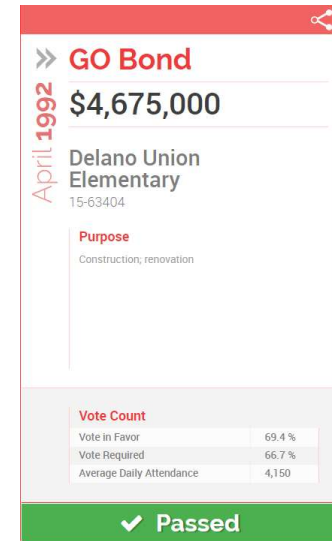 GO Bond
April 1992
$4,675,000
Delano Union
Elementary
15-63404
Purpose
Construction; renovation
Vote Count
Vote in Favor 69.4 %
Vote Required 66.7 %
Average Daily Attendance 4,150
Passed